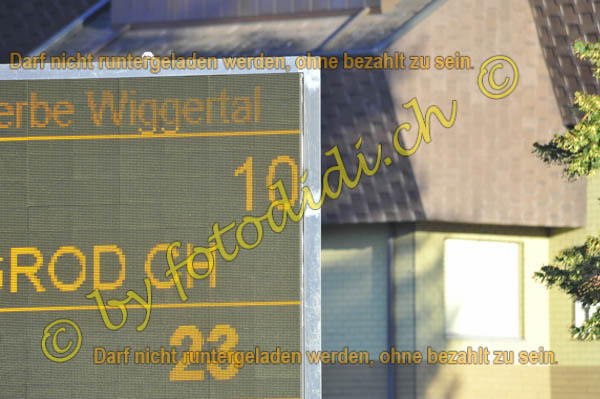 Darf nicht runtergeladen werden, ohne bezahlt zu sein.
erbe Wiggertal
10
GROD CH
© by fotodidi.ch ©
23
Darf nicht runtergeladen werden, ohne bezahlt zu sein.